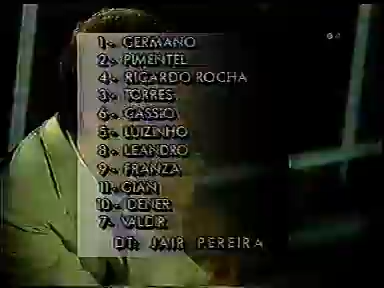 1.- GERMANO
2.- PIMENTEL
4.- RICARDO ROCHA
3.- TORRES
6.- CASSIO
5.- LUIZINHO
8.- LEANDRO
9.- FRANZA
11.- GIAN
10.- DENER
7.- VALDIR
DT: JAIR PEREIRA